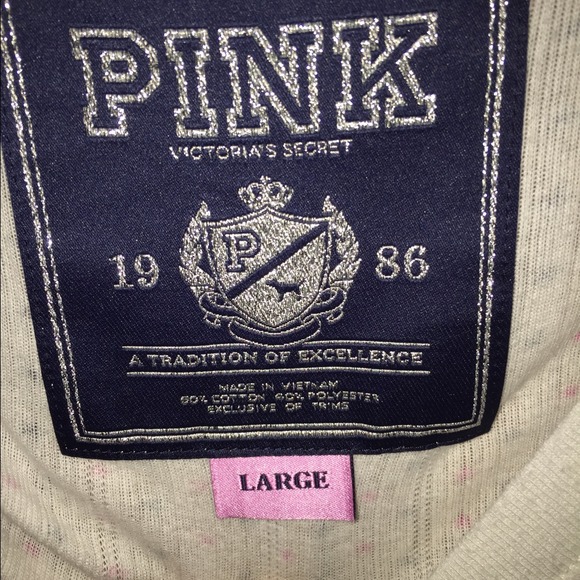 PINK
VICTORIA'S SECRET
P
19 86
A TRADITION OF EXCELLENCE
MADE IN VIETNAM
60% COTTON 40% POLYESTER
EXCLUSIVE OF TRIMS
LARGE